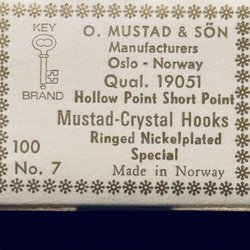 KEY
BRAND
O. MUSTAD & SÖN
Manufacturers
Oslo - Norway
Qual. 19051
Hollow Point Short Point
Mustad-Crystal Hooks
Ringed Nickelplated
Special
100
No. 7
Made in Norway